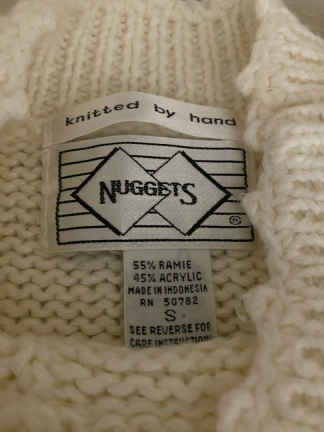 knitted by hand
NUGGETS
®
55% RAMIE
45% ACRYLIC
MADE IN INDONESIA
RN 50782
S
SEE REVERSE FOR
CARE INSTRUCTION